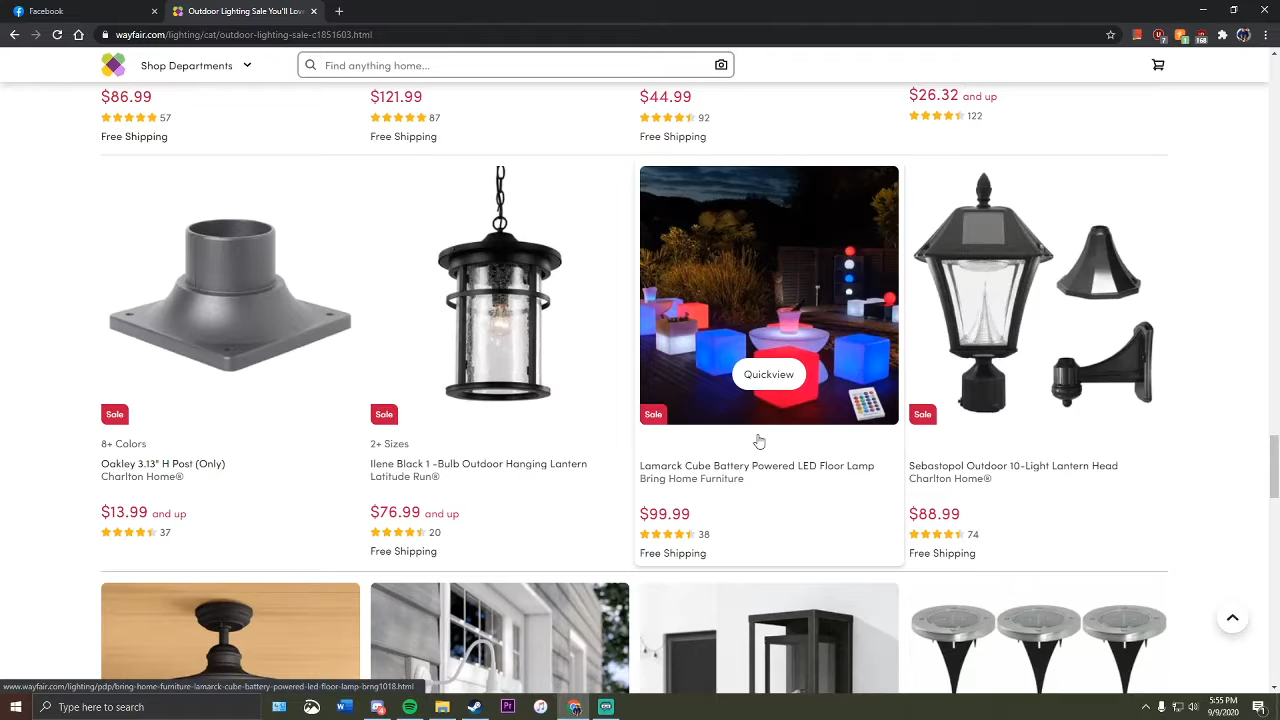 Facebook
Outdoor Lighting Sale You'll Love
wayfair.com/lighting/cat/outdoor-lighting-sale-c1851603.html
7
1
168
Shop Departments
Find anything home...
$86.99
57
Free Shipping
$121.99
87
Free Shipping
$44.99
92
Free Shipping
$26.32 and up
122
Sale
8+ Colors
Oakley 3.13" H Post (Only)
Charlton Home®
$13.99 and up
37
Sale
2+ Sizes
Ilene Black 1 -Bulb Outdoor Hanging Lantern
Latitude Run®
$76.99 and up
20
Free Shipping
Quickview
Sale
Lamarck Cube Battery Powered LED Floor Lamp
Bring Home Furniture
$99.99
38
Free Shipping
Sale
Sebastopol Outdoor 10-Light Lantern Head
Charlton Home®
$88.99
74
Free Shipping
www.wayfair.com/lighting/pdp/bring-home-furniture-lamarck-cube-battery-powered-led-floor-lamp-brng1018.html
Type here to search
5:55 PM
9/9/2020